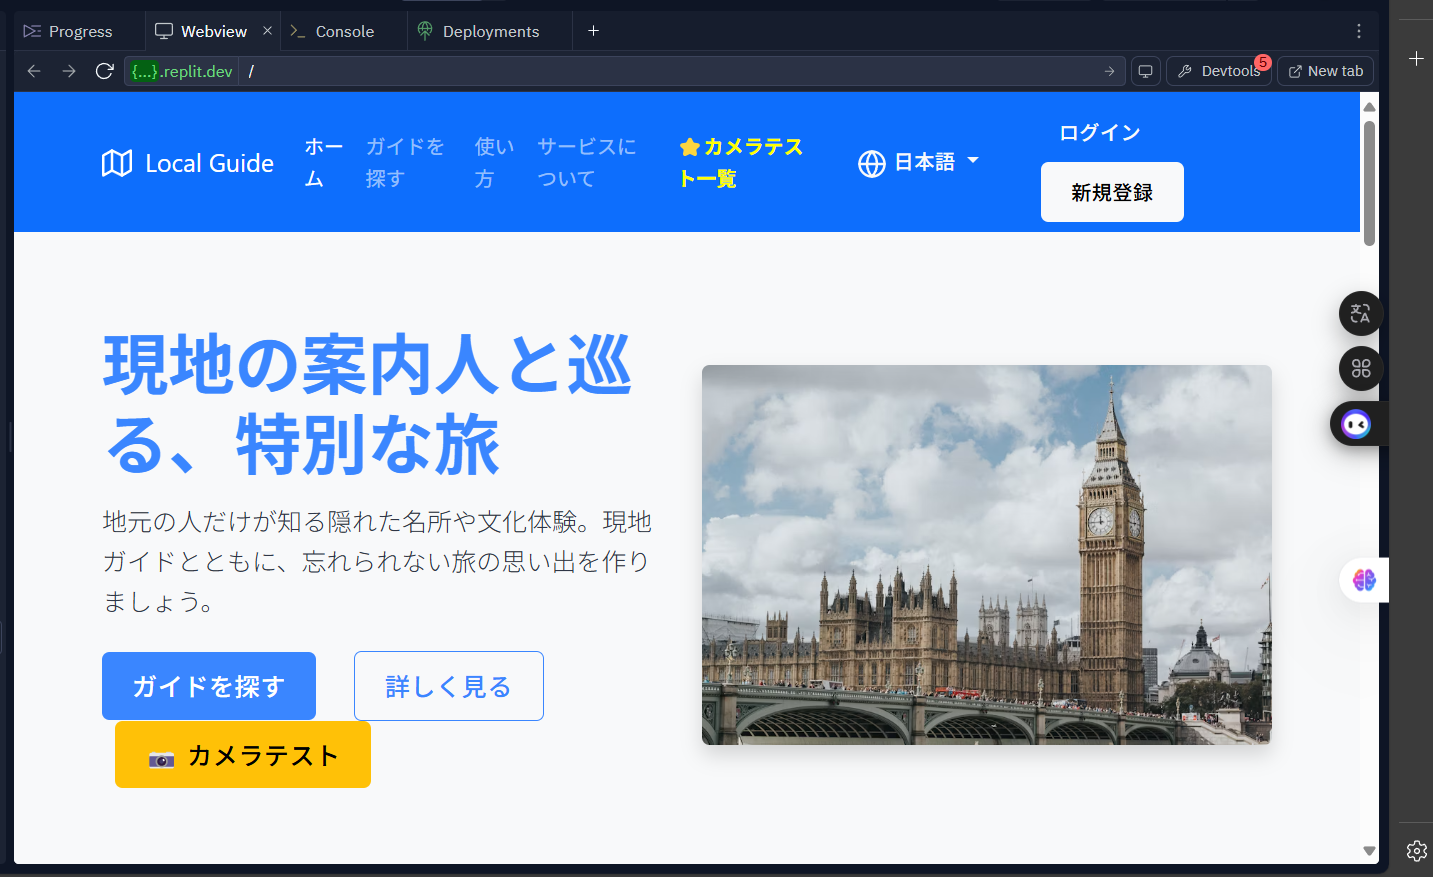 Progress
Webview
Console
Deployments
{...}.replit.dev
/
Devtools
5
New tab
Local Guide
ホー
ム
ガイドを
探す
使い
方
サービスに
ついて
カメラテス
ト一覧
日本語
ログイン
新規登録
現地の案内人と巡
る、特別な旅
地元の人だけが知る隠れた名所や文化体験。現地
ガイドとともに、忘れられない旅の思い出を作り
ましょう。
ガイドを探す
詳しく見る
カメラテスト